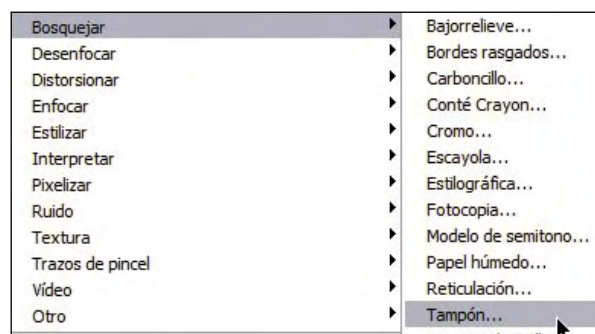 Bosquejar
Desenfocar
Distorsionar
Enfocar
Estilizar
Interpretar
Pixelizar
Ruido
Textura
Trazos de pincel
Vídeo
Otro
Bajorrelieve...
Bordes rasgados...
Carboncillo...
Conté Crayon...
Cromo...
Escayola...
Estilográfica...
Fotocopia...
Modelo de semitono...
Papel húmedo...
Reticulación...
Tampón...